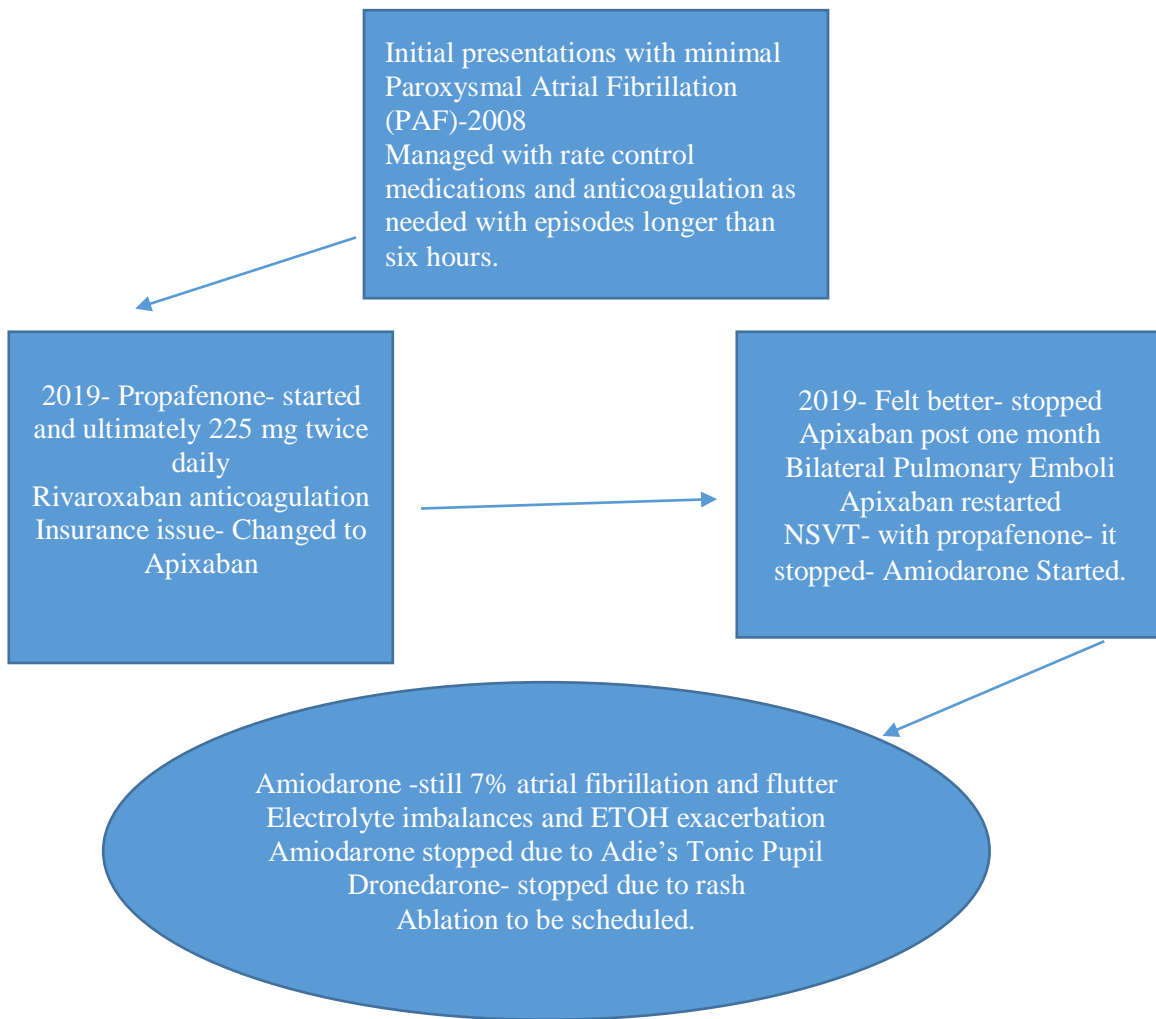 Initial presentations with minimal
Paroxysmal Atrial Fibrillation
(PAF)-2008
Managed with rate control
medications and anticoagulation as
needed with episodes longer than
six hours.
2019- Propafenone- started
and ultimately 225 mg twice
daily
Rivaroxaban anticoagulation
Insurance issue- Changed to
Apixaban
2019- Felt better- stopped
Apixaban post one month
Bilateral Pulmonary Emboli
Apixaban restarted
NSVT- with propafenone- it
stopped- Amiodarone Started.
Amiodarone -still 7% atrial fibrillation and flutter
Electrolyte imbalances and ETOH exacerbation
Amiodarone stopped due to Adie’s Tonic Pupil
Dronedarone- stopped due to rash
Ablation to be scheduled.